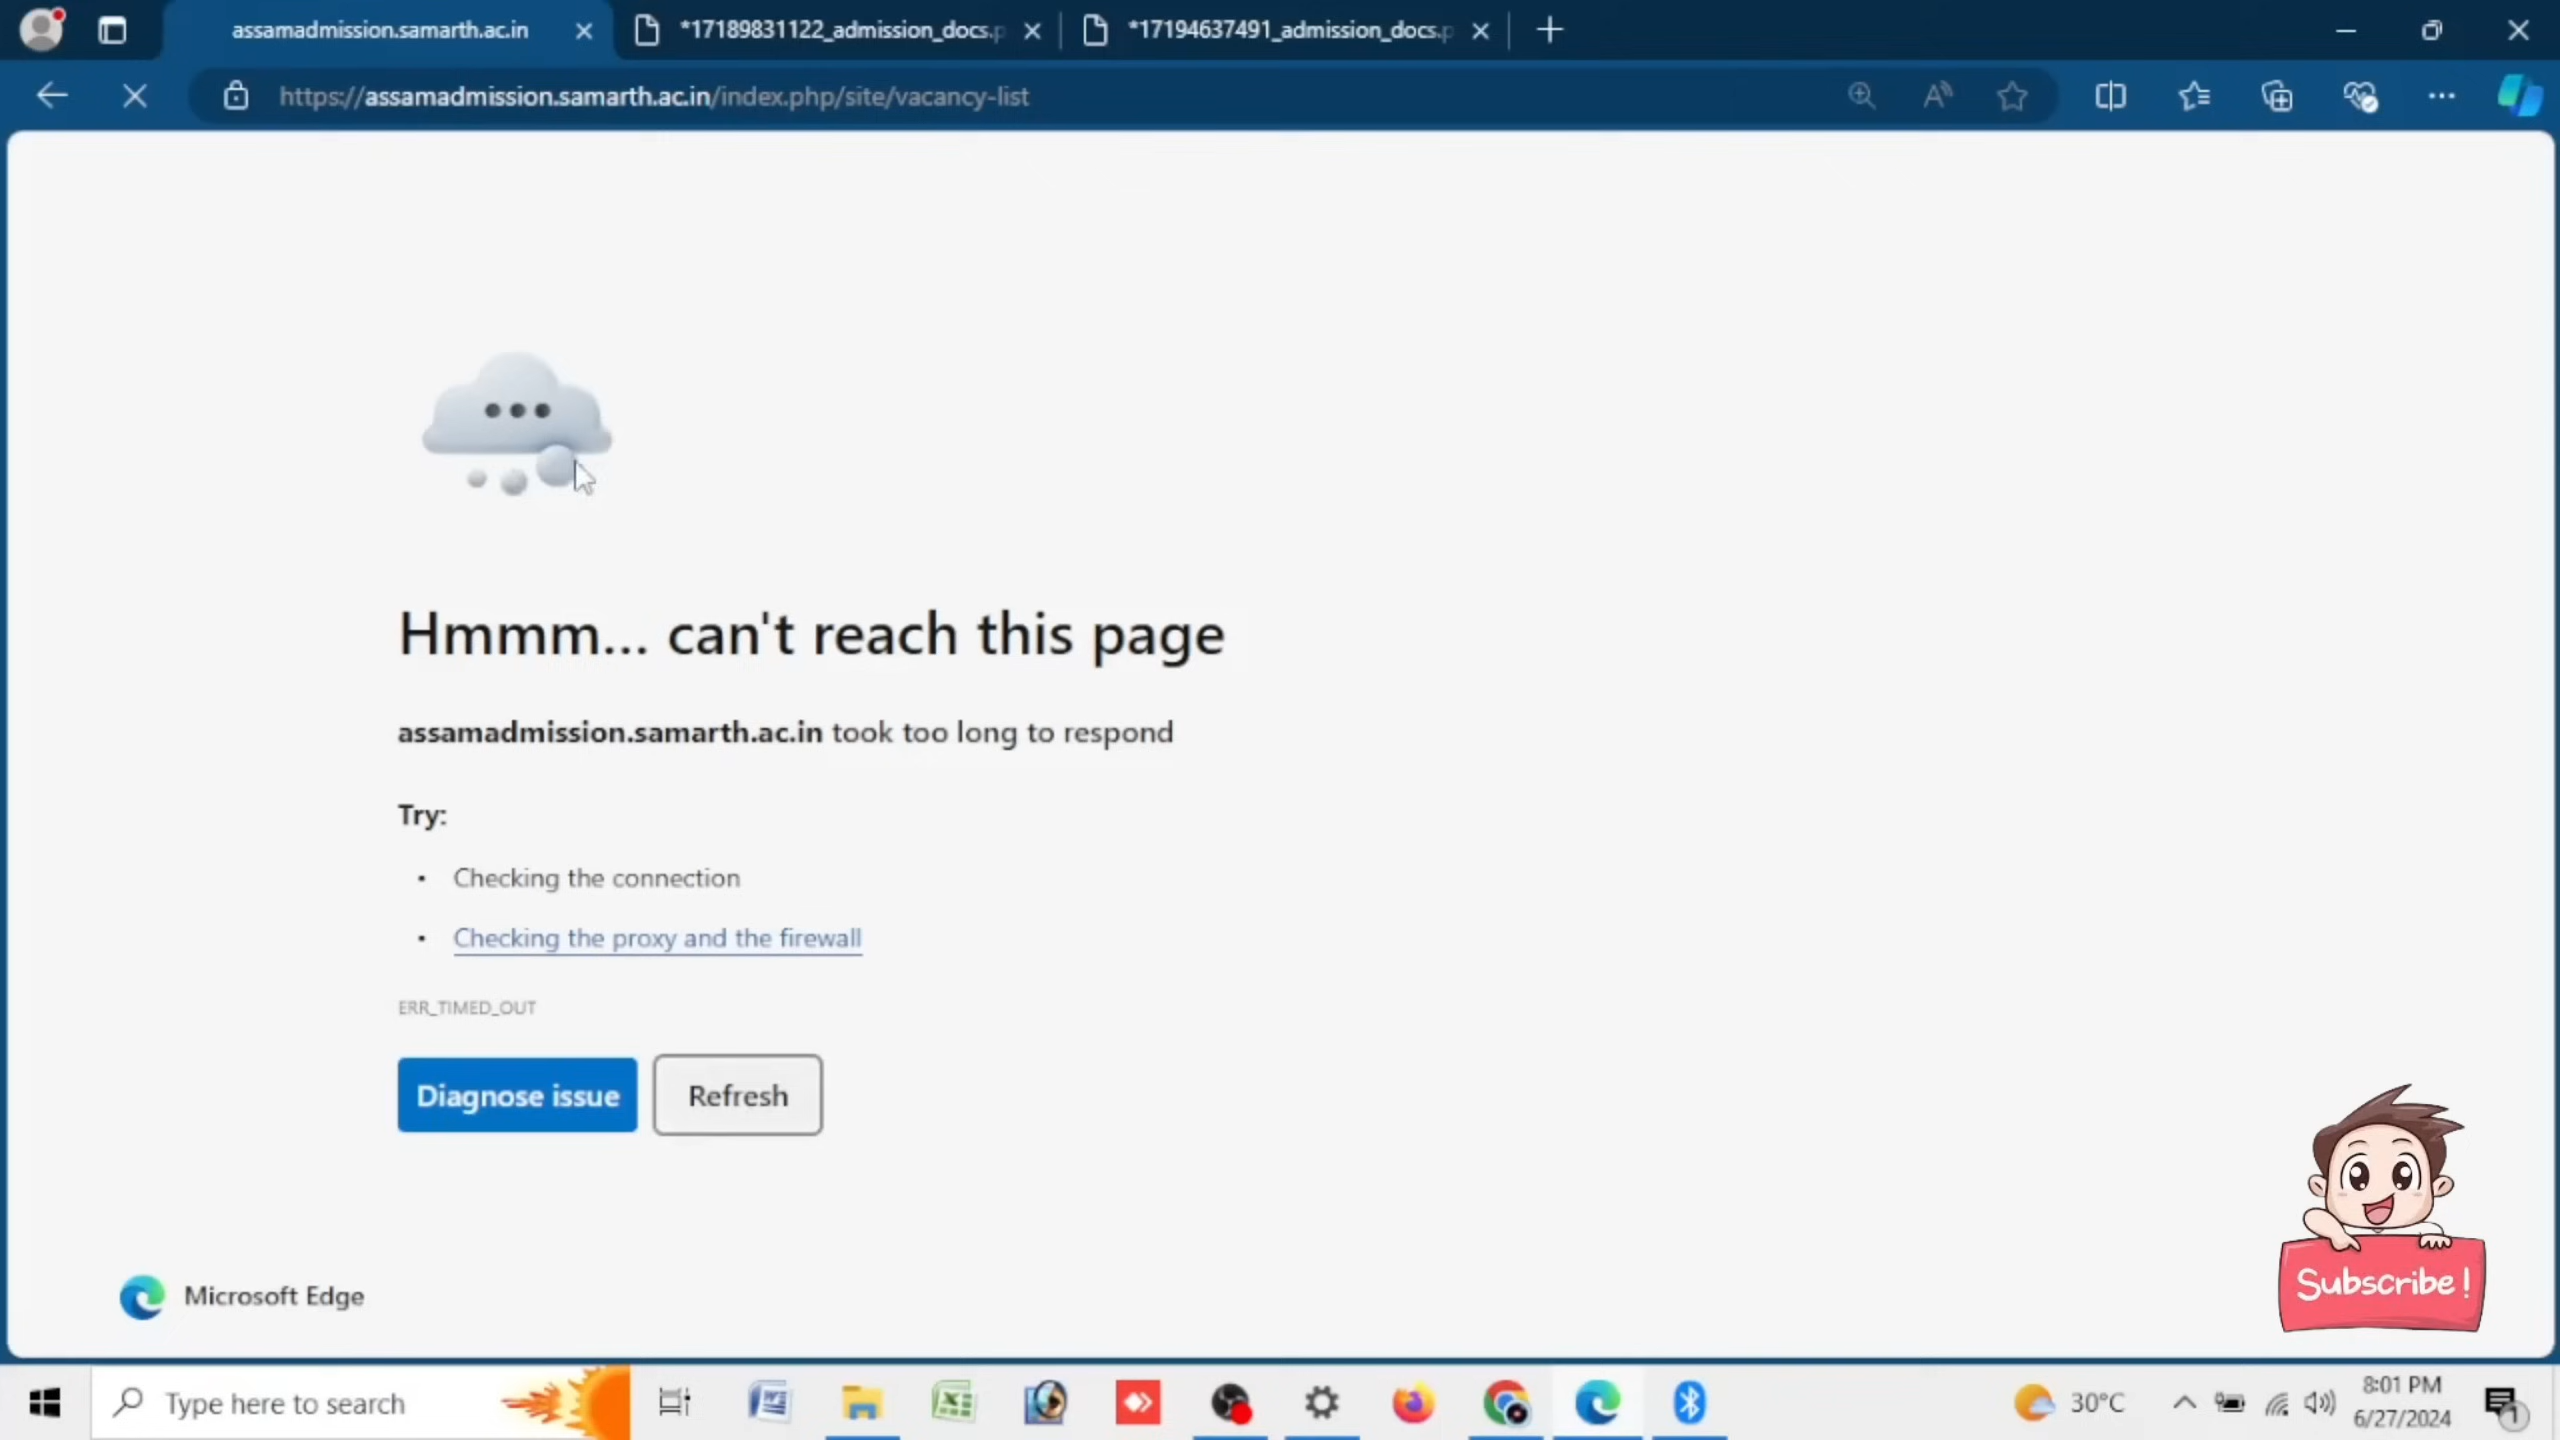 assamadmission.samarth.ac.in
*17189831122_admission_docs.p
*17194637491_admission_docs.p
https://assamadmission.samarth.ac.in/index.php/site/vacancy-list
Hmmm... can't reach this page
assamadmission.samarth.ac.in took too long to respond
Try:
• Checking the connection
• Checking the proxy and the firewall
ERR_TIMED_OUT
Diagnose issue
Refresh
Subscribe!
Microsoft Edge
Type here to search
30°C
8:01 PM
6/27/2024
1